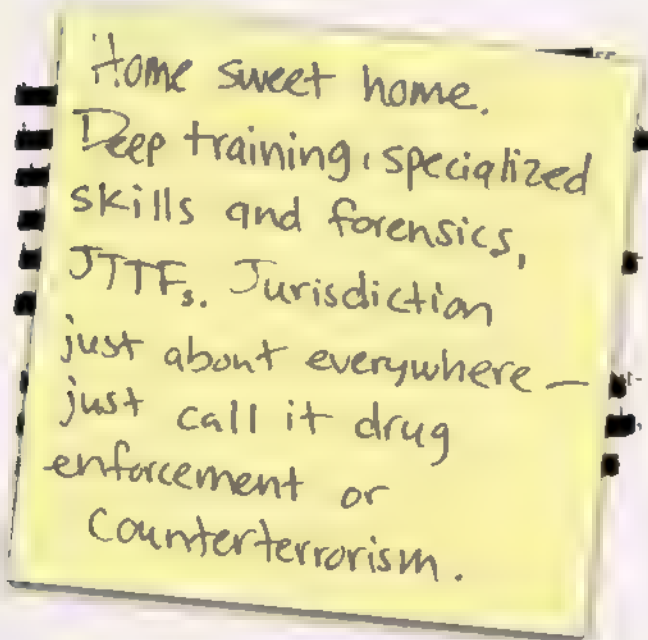 Home sweet home.
Deep training, specialized
skills and forensics,
JTTFs. Jurisdiction
just about everywhere —
just call it drug
enforcement or
Counterterrorism.